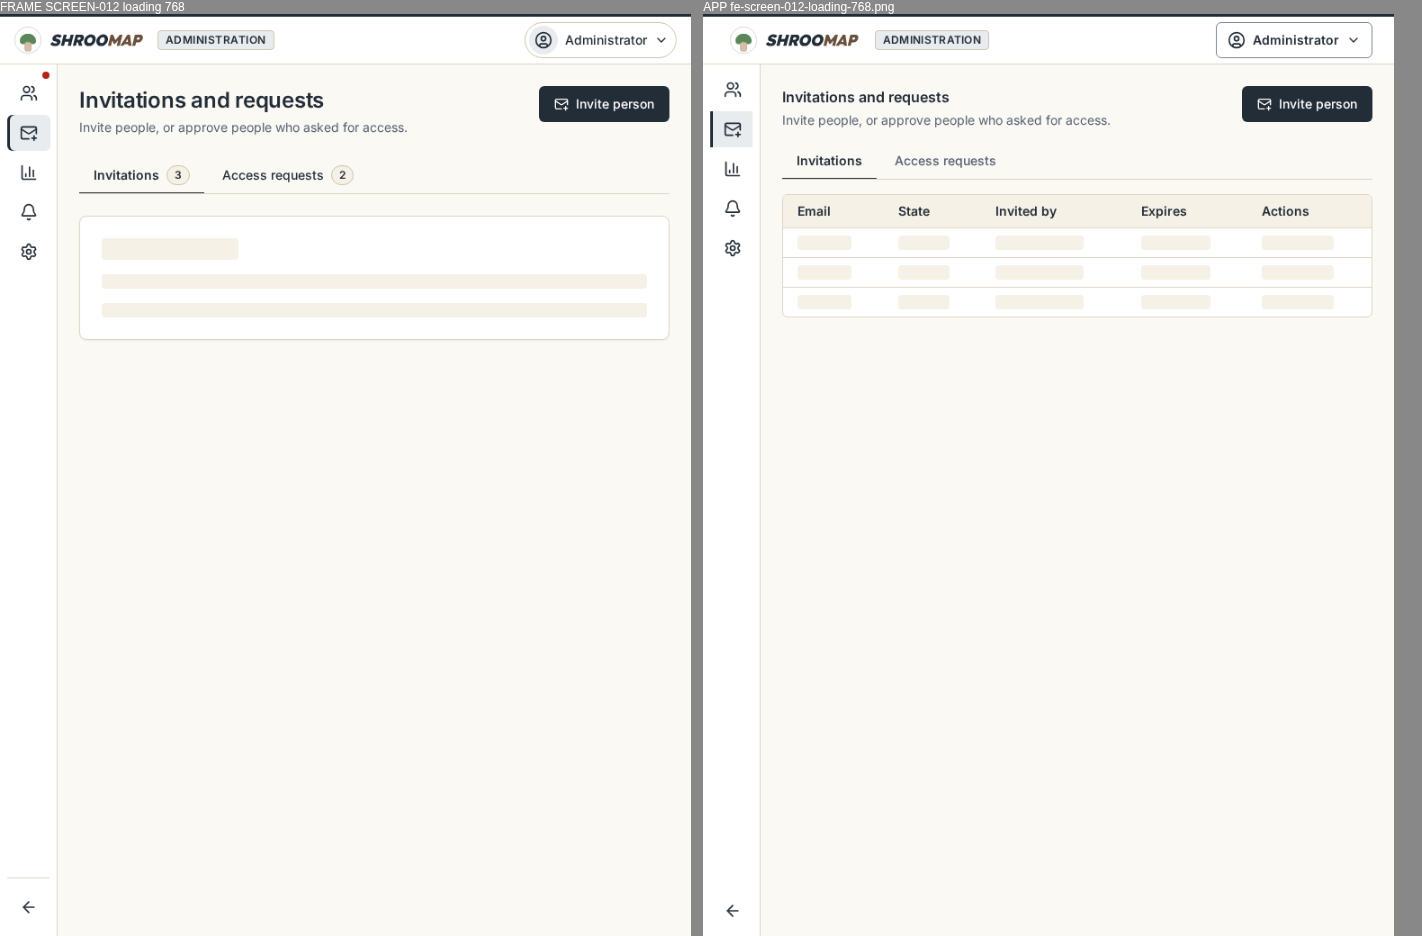 FRAME SCREEN-012 loading 768
SHROOMAP
ADMINISTRATION
Administrator
Invitations and requests
Invite people, or approve people who asked for access.
Invite person
Invitations 3
Access requests 2
APP fe-screen-012-loading-768.png
SHROOMAP
ADMINISTRATION
Administrator
Invitations and requests
Invite people, or approve people who asked for access.
Invite person
Invitations
Access requests
Email State Invited by Expires Actions